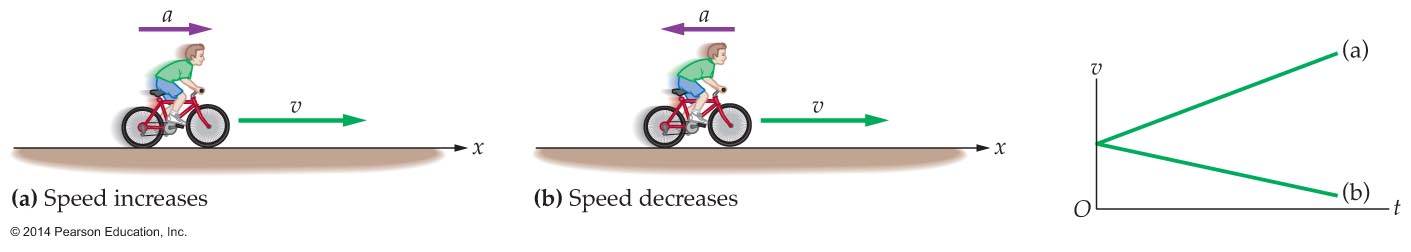 a
v
x
(a) Speed increases
© 2014 Pearson Education, Inc.
a
v
x
(b) Speed decreases
v
(a)
(b)
O
t